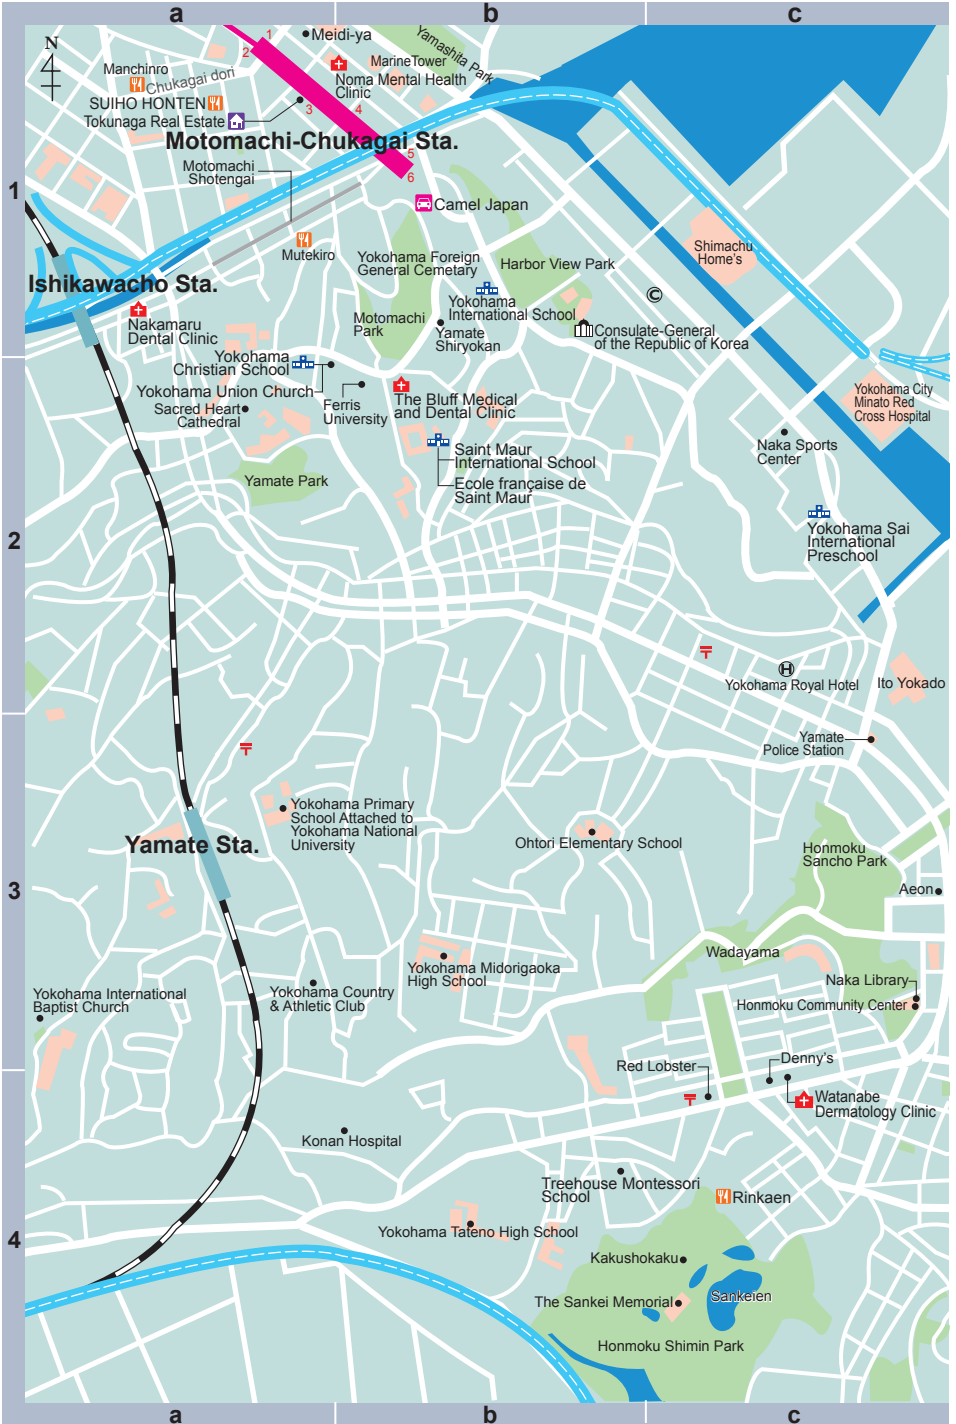 a
b
c
N
1
2
Meidi-ya
Yamashita Park
MarineTower
Manchinro
Chukagai dori
Noma Mental Health
Clinic
SUIHO HONTEN
3
4
Tokunaga Real Estate
Motomachi-Chukagai Sta.
5
6
Motomachi
Shotengai
1
Camel Japan
Mutekiro
Yokohama Foreign
General Cemetary
Harbor View Park
Shimachu
Home's
Ishikawacho Sta.
C
Yokohama
International School
Motomachi
Park
Yamate
Shiryokan
Nakamaru
Dental Clinic
Consulate-General
of the Republic of Korea
Yokohama
Christian School
Yokohama Union Church
Sacred Heart
Cathedral
Ferris
University
The Bluff Medical
and Dental Clinic
Yokohama City
Minato Red
Cross Hospital
Naka Sports
Center
Saint Maur
International School
Yamate Park
Ecole française de
Saint Maur
2
Yokohama Sai
International
Preschool
〒
H
Yokohama Royal Hotel
Ito Yokado
〒
Yamate
Police Station
Yokohama Primary
School Attached to
Yokohama National
University
Yamate Sta.
Ohtori Elementary School
Honmoku
Sancho Park
3
Aeon
Wadayama
Yokohama Midorigaoka
High School
Naka Library
Yokohama International
Baptist Church
Yokohama Country
& Athletic Club
Honmoku Community Center
Red Lobster
Denny's
〒
Watanabe
Dermatology Clinic
Konan Hospital
Treehouse Montessori
School
Rinkaen
4
Yokohama Tateno High School
Kakushokaku
The Sankei Memorial
Sankeien
Honmoku Shimin Park
a
b
c